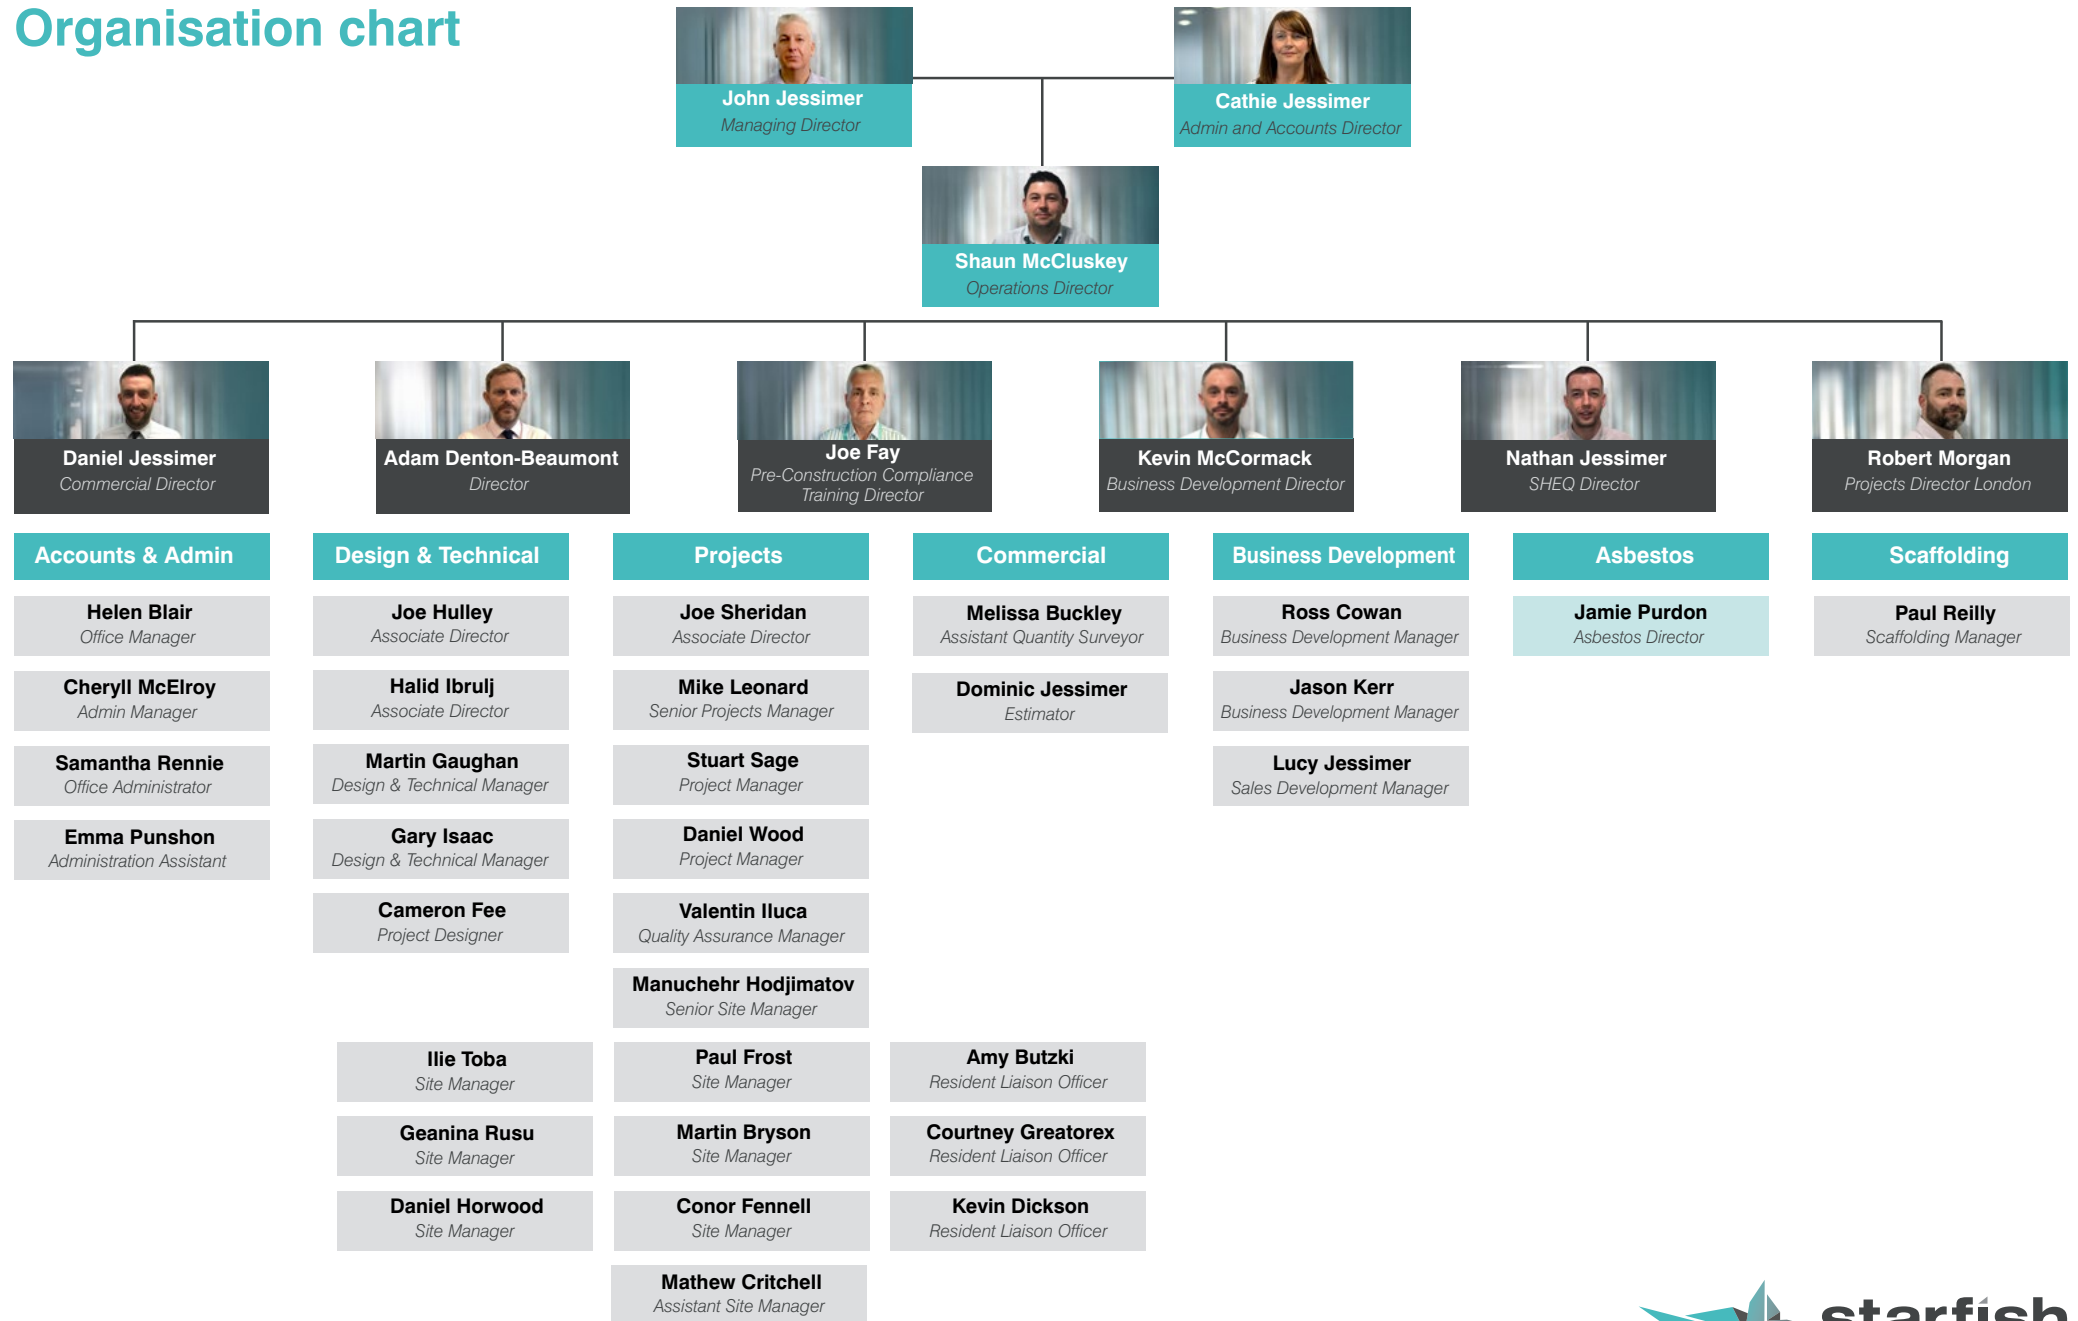 Organisation chart
John Jessimer
Managing Director
Cathie Jessimer
Admin and Accounts Director
Shaun McCluskey
Operations Director
Daniel Jessimer
Commercial Director
Adam Denton-Beaumont
Director
Joe Fay
Pre-Construction Compliance
Training Director
Kevin McCormack
Business Development Director
Nathan Jessimer
SHEQ Director
Robert Morgan
Projects Director London
Accounts & Admin
Helen Blair
Office Manager
Cheryll McElroy
Admin Manager
Samantha Rennie
Office Administrator
Emma Punshon
Administration Assistant
Design & Technical
Joe Hulley
Associate Director
Halid Ibrulj
Associate Director
Martin Gaughan
Design & Technical Manager
Gary Isaac
Design & Technical Manager
Cameron Fee
Project Designer
Projects
Joe Sheridan
Associate Director
Mike Leonard
Senior Projects Manager
Stuart Sage
Project Manager
Daniel Wood
Project Manager
Valentin Iluca
Quality Assurance Manager
Manuchehr Hodjimatov
Senior Site Manager
Ilie Toba
Site Manager
Geanina Rusu
Site Manager
Daniel Horwood
Site Manager
Paul Frost
Site Manager
Martin Bryson
Site Manager
Conor Fennell
Site Manager
Mathew Critchell
Assistant Site Manager
Amy Butzki
Resident Liaison Officer
Courtney Greatorex
Resident Liaison Officer
Kevin Dickson
Resident Liaison Officer
Commercial
Melissa Buckley
Assistant Quantity Surveyor
Dominic Jessimer
Estimator
Business Development
Ross Cowan
Business Development Manager
Jason Kerr
Business Development Manager
Lucy Jessimer
Sales Development Manager
Asbestos
Jamie Purdon
Asbestos Director
Scaffolding
Paul Reilly
Scaffolding Manager
starfish